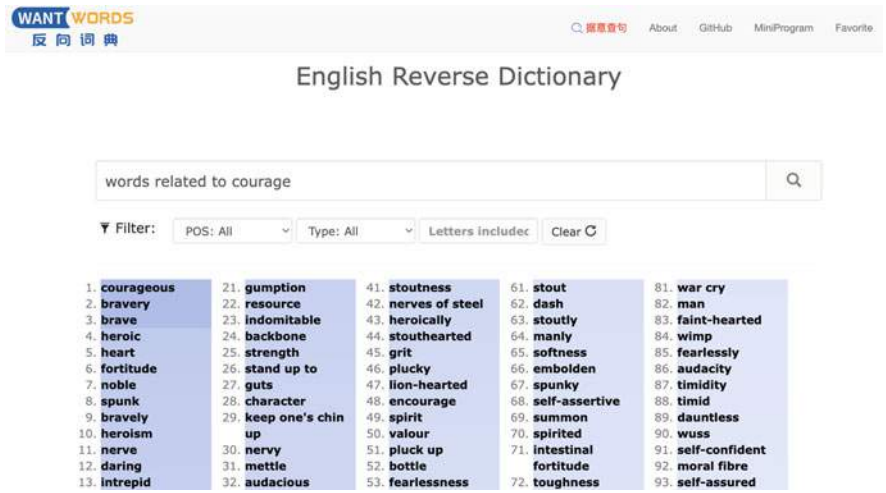 WANT WORDS
反向词典
据意查句 About GitHub MiniProgram Favorite
English Reverse Dictionary
words related to courage
Filter: POS: All Type: All Letters included Clear
1. courageous
2. bravery
3. brave
4. heroic
5. heart
6. fortitude
7. noble
8. spunk
9. bravely
10. heroism
11. nerve
12. daring
13. intrepid
21. gumption
22. resource
23. indomitable
24. backbone
25. strength
26. stand up to
27. guts
28. character
29. keep one's chin
up
30. nervy
31. mettle
32. audacious
41. stoutness
42. nerves of steel
43. heroically
44. stouthearted
45. grit
46. plucky
47. lion-hearted
48. encourage
49. spirit
50. valour
51. pluck up
52. bottle
53. fearlessness
61. stout
62. dash
63. stoutly
64. manly
65. softness
66. embolden
67. spunky
68. self-assertive
69. summon
70. spirited
71. intestinal
fortitude
72. toughness
81. war cry
82. man
83. faint-hearted
84. wimp
85. fearlessly
86. audacity
87. timidity
88. timid
89. dauntless
90. wuss
91. self-confident
92. moral fibre
93. self-assured